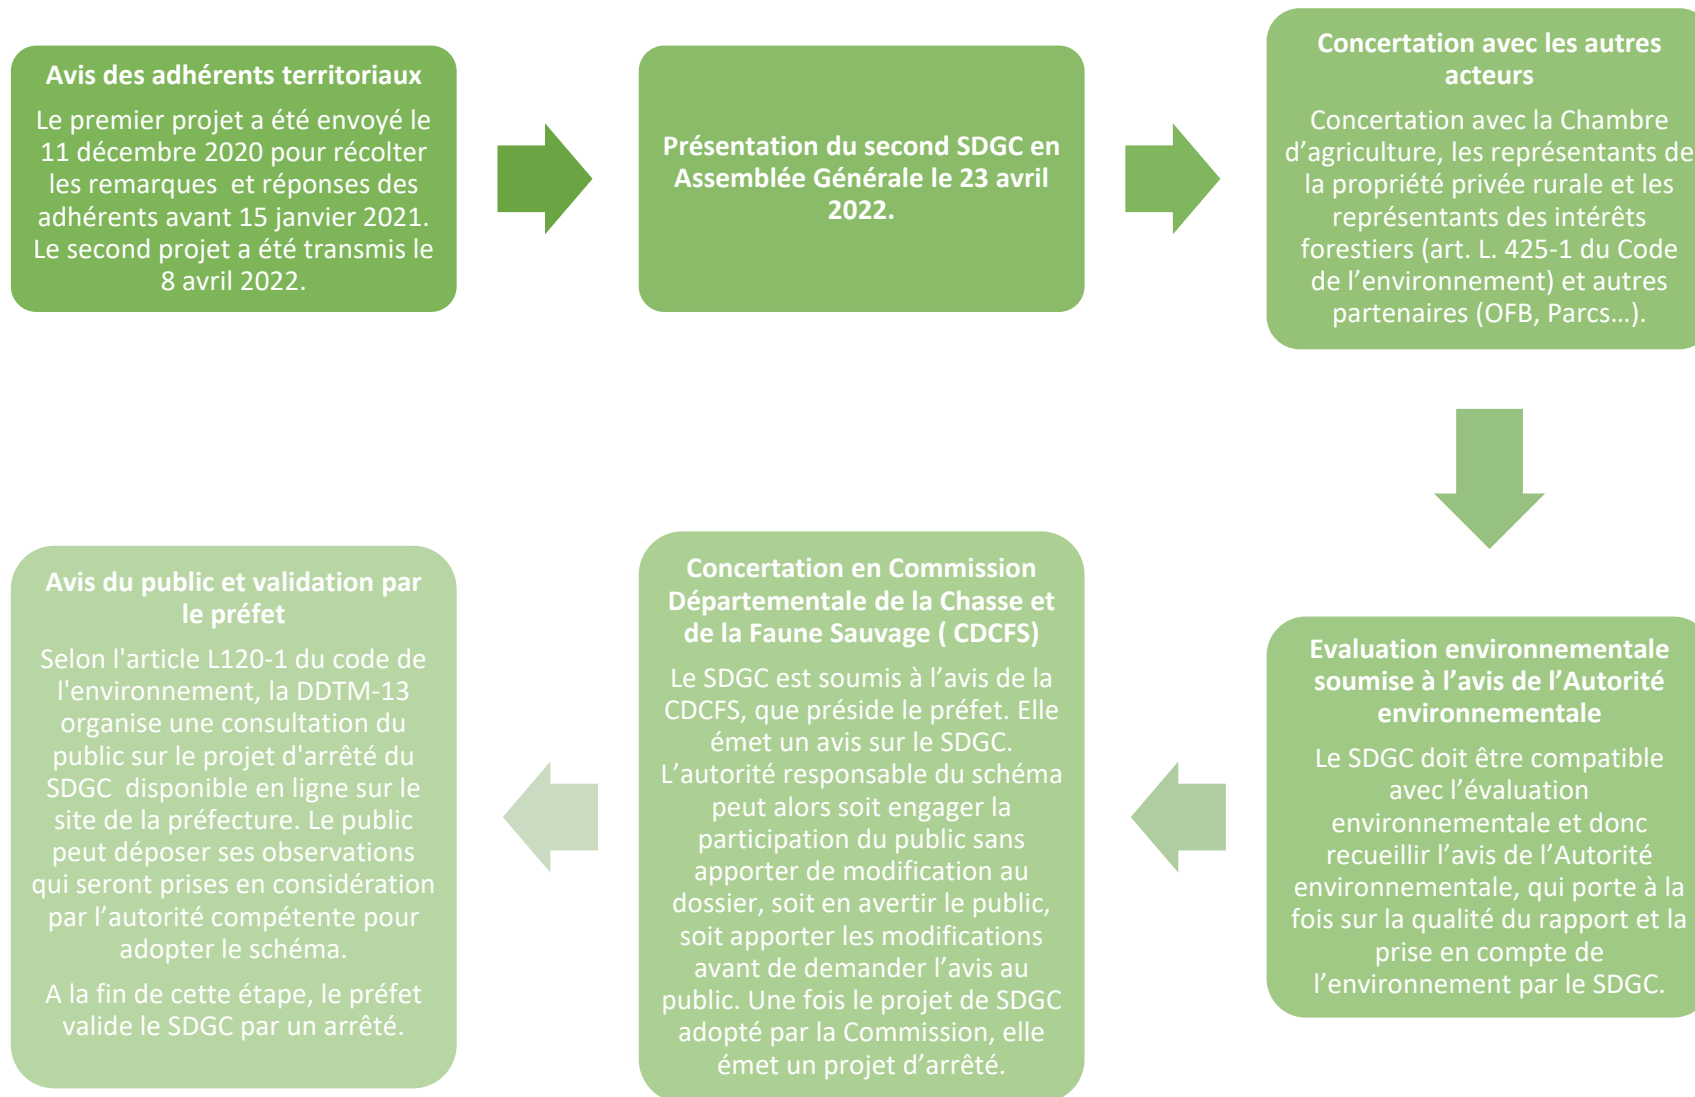 Avis des adhérents territoriaux
Le premier projet a été envoyé le
11 décembre 2020 pour récolter
les remarques  et réponses des
adhérents avant 15 janvier 2021.
Le second projet a été transmis le
8 avril 2022.
Présentation du second SDGC en
Assemblée Générale le 23 avril
2022.
Concertation avec les autres
acteurs
Concertation avec la Chambre
d’agriculture, les représentants de
la propriété privée rurale et les
représentants des intérêts
forestiers (art. L. 425-1 du Code
de l’environnement) et autres
partenaires (OFB, Parcs…).
Evaluation environnementale
soumise à l’avis de l’Autorité
environnementale
Le SDGC doit être compatible
avec l’évaluation
environnementale et donc
recueillir l’avis de l’Autorité
environnementale, qui porte à la
fois sur la qualité du rapport et la
prise en compte de
l’environnement par le SDGC.
Concertation en Commission
Départementale de la Chasse et
de la Faune Sauvage ( CDCFS)
Le SDGC est soumis à l’avis de la
CDCFS, que préside le préfet. Elle
émet un avis sur le SDGC.
L’autorité responsable du schéma
peut alors soit engager la
participation du public sans
apporter de modification au
dossier, soit en avertir le public,
soit apporter les modifications
avant de demander l’avis au
public. Une fois le projet de SDGC
adopté par la Commission, elle
émet un projet d’arrêté.
Avis du public et validation par
le préfet
Selon l'article L120-1 du code de
l'environnement, la DDTM-13
organise une consultation du
public sur le projet d'arrêté du
SDGC  disponible en ligne sur le
site de la préfecture. Le public
peut déposer ses observations
qui seront prises en considération
par l’autorité compétente pour
adopter le schéma.
A la fin de cette étape, le préfet
valide le SDGC par un arrêté.